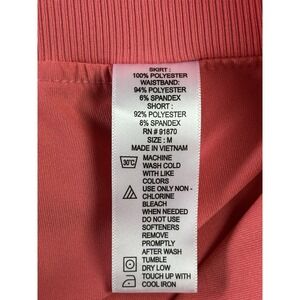 SKIRT:
100% POLYESTER
WAISTBAND:
94% POLYESTER
6% SPANDEX
SHORT:
92% POLYESTER
8% SPANDEX
RN # 91870
SIZE: M
MADE IN VIETNAM
30°C MACHINE
WASH COLD
WITH LIKE
COLORS
USE ONLY NON-
CHLORINE
BLEACH
WHEN NEEDED
DO NOT USE
SOFTENERS
REMOVE
PROMPTLY
AFTER WASH
TUMBLE
DRY LOW
TOUCH UP WITH
COOL IRON